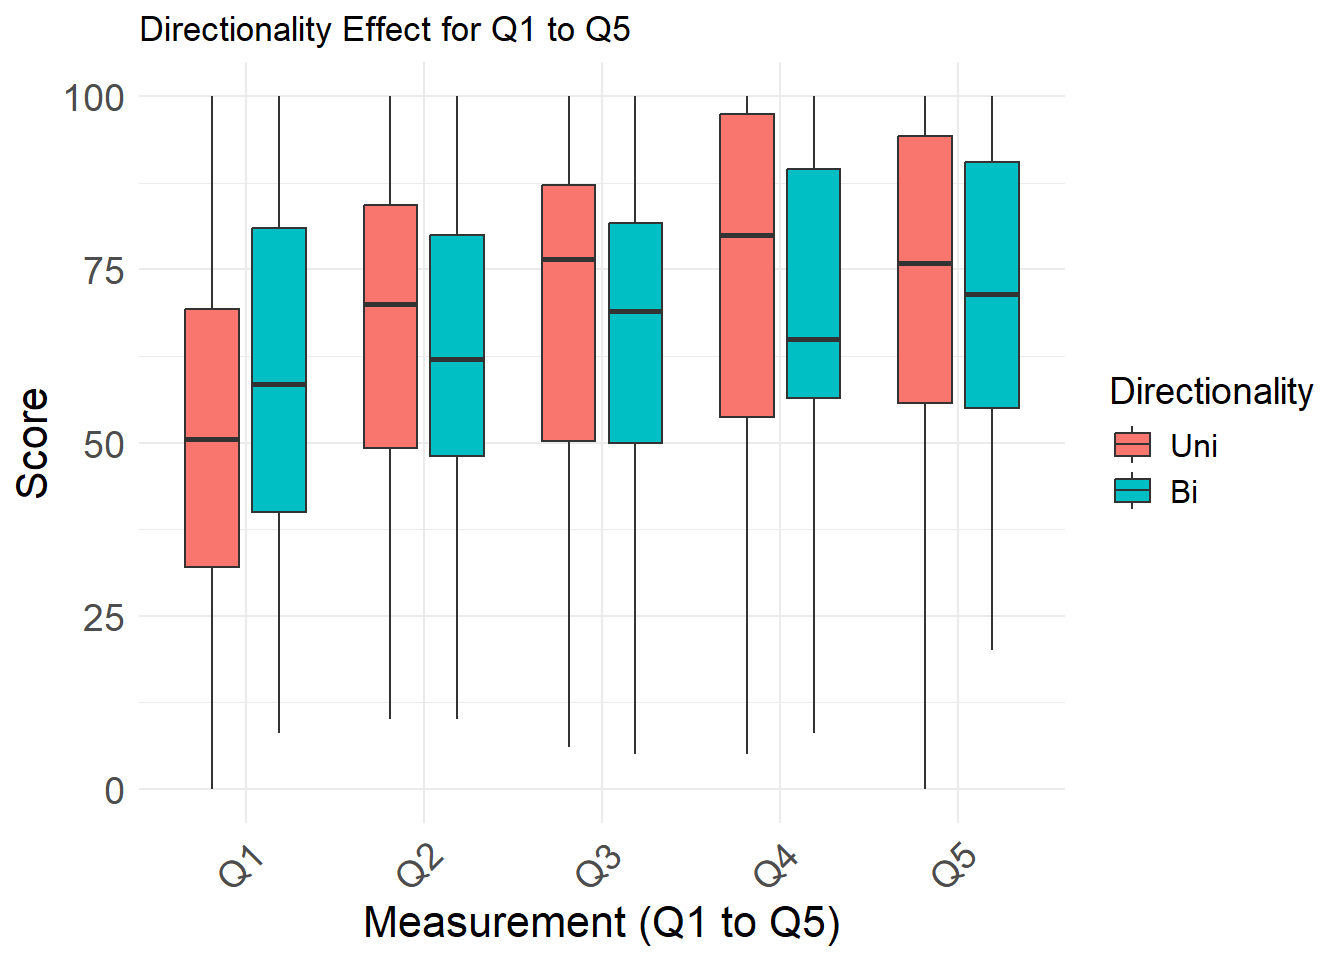 Directionality Effect for Q1 to Q5
100
75
50
25
0
Score
Q1
Q2
Q3
Q4
Q5
Measurement (Q1 to Q5)
Directionality
Uni
Bi